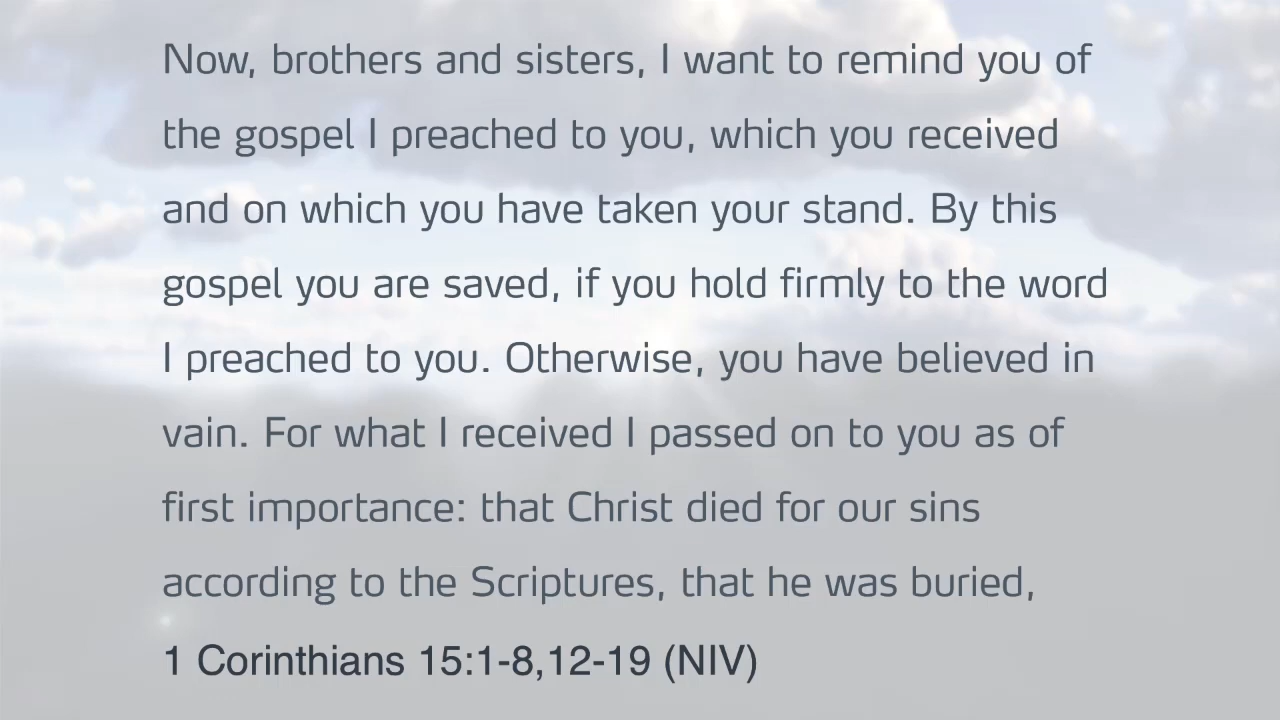 Now, brothers and sisters, I want to remind you of
the gospel I preached to you, which you received
and on which you have taken your stand. By this
gospel you are saved, if you hold firmly to the word
I preached to you. Otherwise, you have believed in
vain. For what I received I passed on to you as of
first importance: that Christ died for our sins
according to the Scriptures, that he was buried,
1 Corinthians 15:1-8,12-19 (NIV)